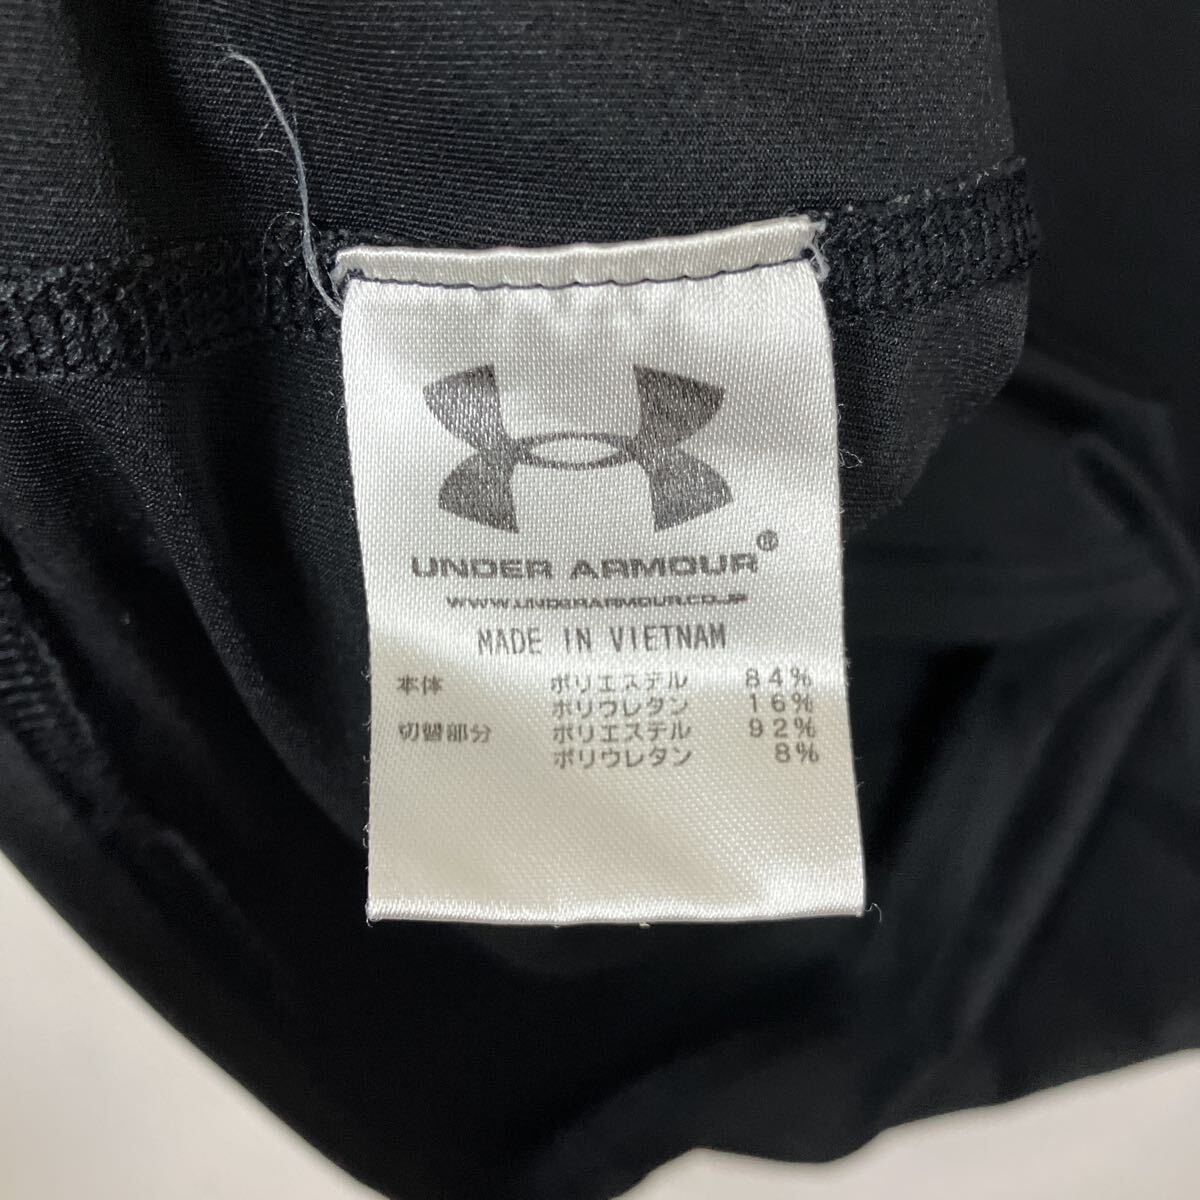 UNDER ARMOUR®
WWW.UNDERARMOUR.CO.JP
MADE IN VIETNAM
本体 ポリエステル 84%
ポリウレタン 16%
切替部分 ポリエステル 92%
ポリウレタン 8%